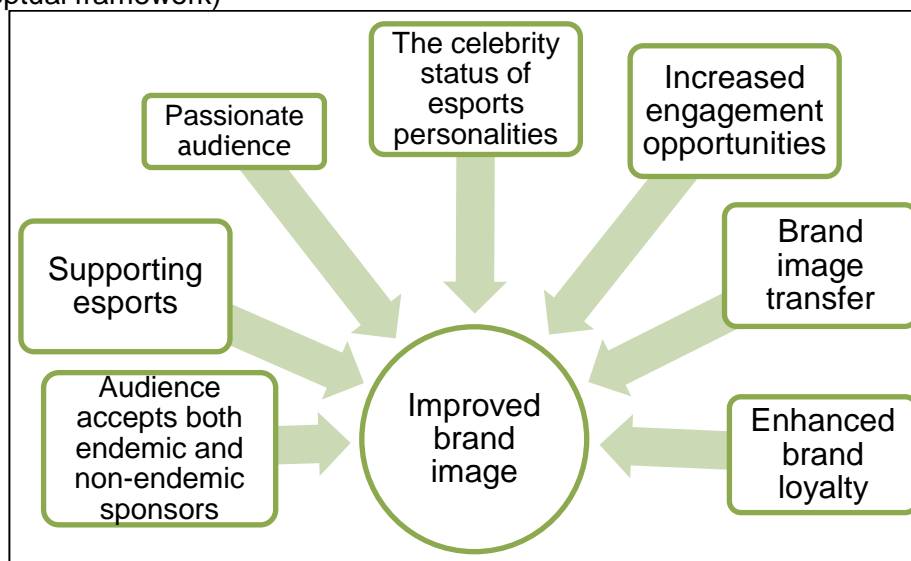 The celebrity
status of
esports
personalities
Increased
engagement
opportunities
Passionate
audience
Supporting
esports
Brand
image
transfer
Audience
accepts both
endemic and
non-endemic
sponsors
Improved
brand
image
Enhanced
brand
loyalty